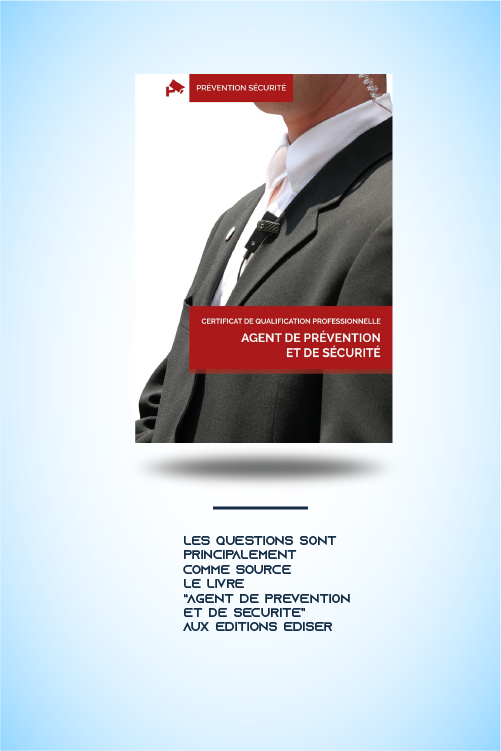 PRÉVENTION SÉCURITÉ
CERTIFICAT DE QUALIFICATION PROFESSIONNELLE
AGENT DE PRÉVENTION
ET DE SÉCURITÉ
LES QUESTIONS SONT
PRINCIPALEMENT
COMME SOURCE
LE LIVRE
"AGENT DE PREVENTION
ET DE SECURITE"
AUX EDITIONS EDISER